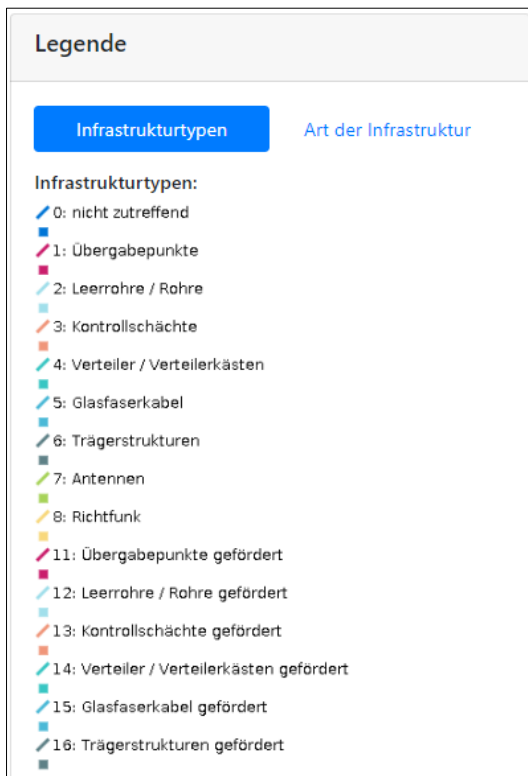 Legende
Infrastrukturtypen Art der Infrastruktur
Infrastrukturtypen:
0: nicht zutreffend
1: Übergabepunkte
2: Leerrohre / Rohre
3: Kontrollschächte
4: Verteiler / Verteilerkästen
5: Glasfaserkabel
6: Trägerstrukturen
7: Antennen
8: Richtfunk
11: Übergabepunkte gefördert
12: Leerrohre / Rohre gefördert
13: Kontrollschächte gefördert
14: Verteiler / Verteilerkästen gefördert
15: Glasfaserkabel gefördert
16: Trägerstrukturen gefördert